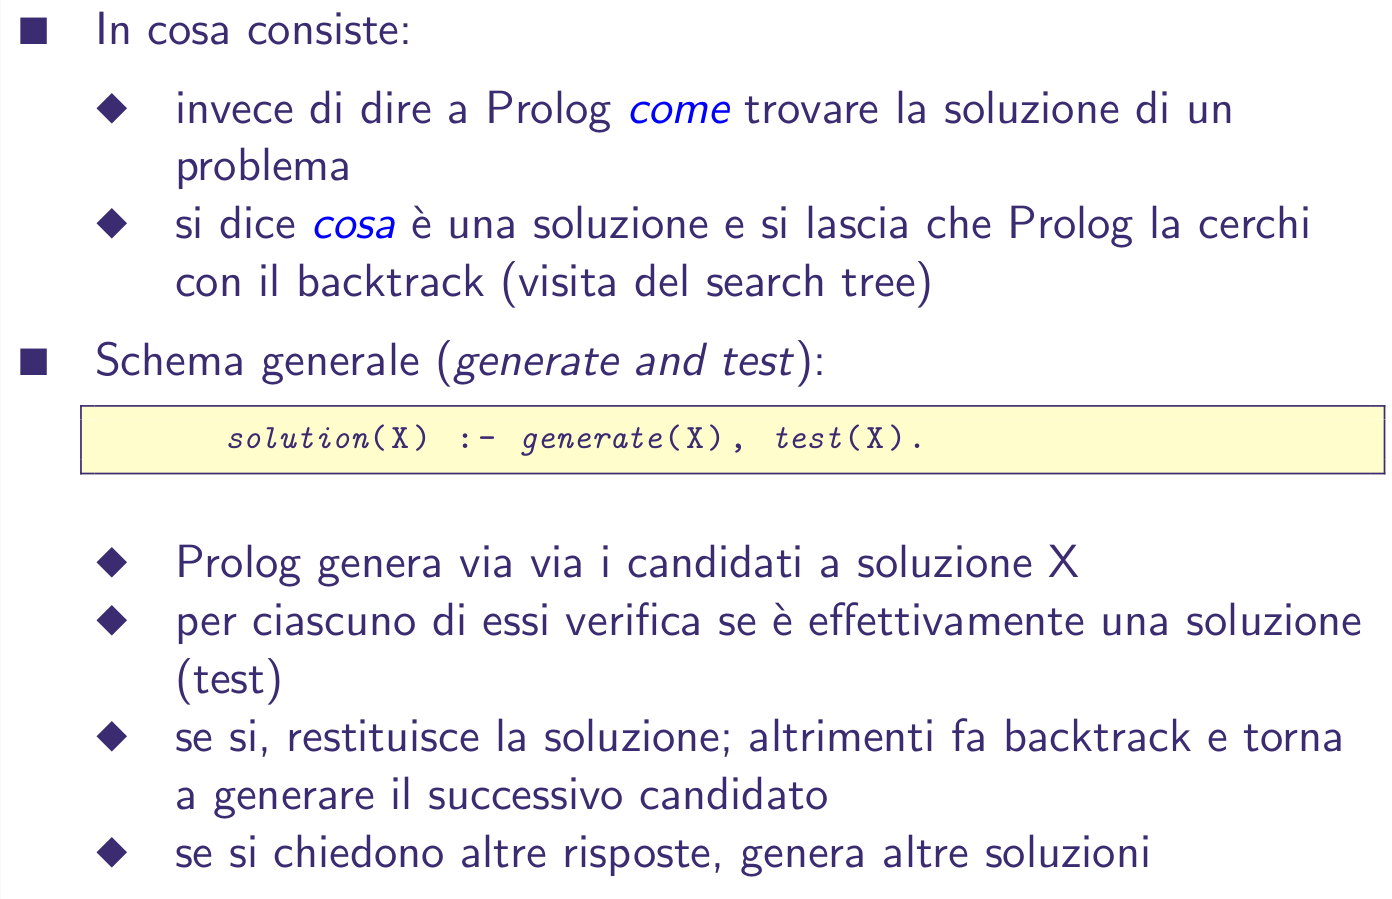 In cosa consiste:
invece di dire a Prolog come trovare la soluzione di un
problema
si dice cosa è una soluzione e si lascia che Prolog la cerchi
con il backtrack (visita del search tree)
Schema generale (generate and test):
solution(X) :- generate(X), test(X).
Prolog genera via via i candidati a soluzione X
per ciascuno di essi verifica se è effettivamente una soluzione
(test)
se si, restituisce la soluzione; altrimenti fa backtrack e torna
a generare il successivo candidato
se si chiedono altre risposte, genera altre soluzioni